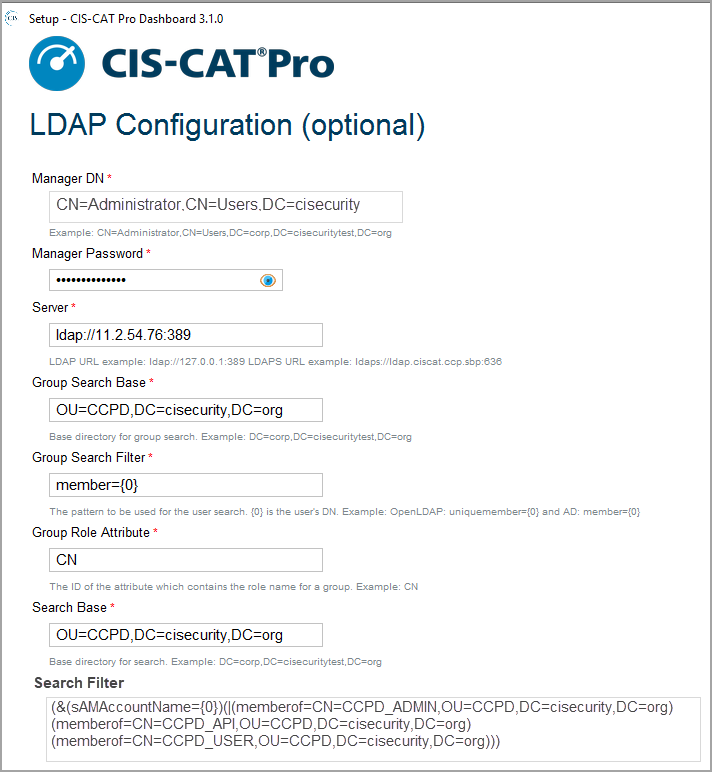 CIS
Setup - CIS-CAT Pro Dashboard 3.1.0
CIS-CAT®Pro
LDAP Configuration (optional)
Manager DN *
CN=Administrator,CN=Users,DC=cisecurity
Example: CN=Administrator,CN=Users,DC=corp,DC=cisecuritytest,DC=org
Manager Password *
••••••••••••••
Server *
ldap://11.2.54.76:389
LDAP URL example: ldap://127.0.0.1:389 LDAPS URL example: ldaps://ldap.ciscat.ccp.sbp:636
Group Search Base *
OU=CCPD,DC=cisecurity,DC=org
Base directory for group search. Example: DC=corp,DC=cisecuritytest,DC=org
Group Search Filter *
member={0}
The pattern to be used for the user search. {0} is the user's DN. Example: OpenLDAP: uniquemember={0} and AD: member={0}
Group Role Attribute *
CN
The ID of the attribute which contains the role name for a group. Example: CN
Search Base *
OU=CCPD,DC=cisecurity,DC=org
Base directory for search. Example: DC=corp,DC=cisecuritytest,DC=org
Search Filter
(&(sAMAccountName={0})(|(memberof=CN=CCPD_ADMIN,OU=CCPD,DC=cisecurity,DC=org)
(memberof=CN=CCPD_API,OU=CCPD,DC=cisecurity,DC=org)
(memberof=CN=CCPD_USER,OU=CCPD,DC=cisecurity,DC=org)))